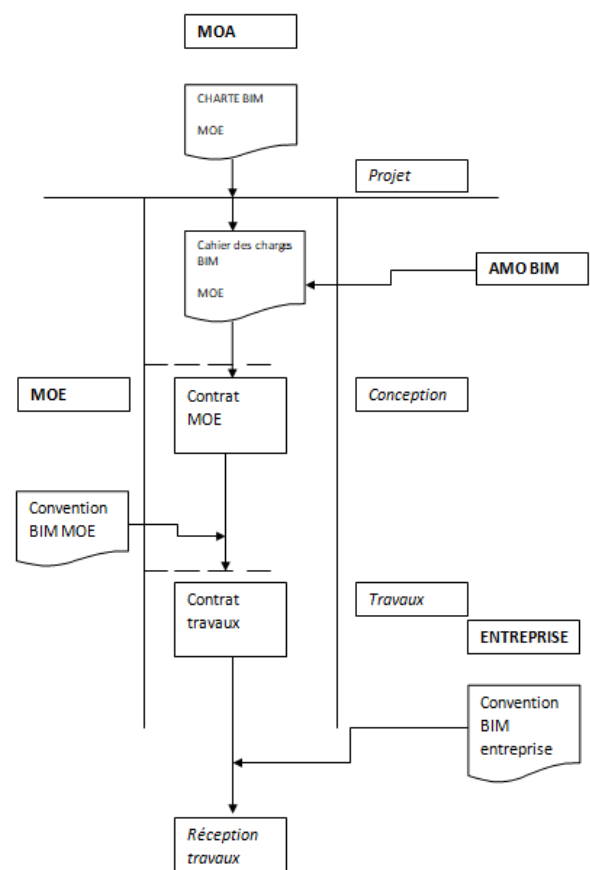 MOA
CHARTE BIM
MOE
Projet
Cahier des charges
BIM
MOE
AMO BIM
MOE
Contrat
MOE
Conception
Convention
BIM MOE
Contrat
travaux
Travaux
ENTREPRISE
Convention
BIM
entreprise
Réception
travaux